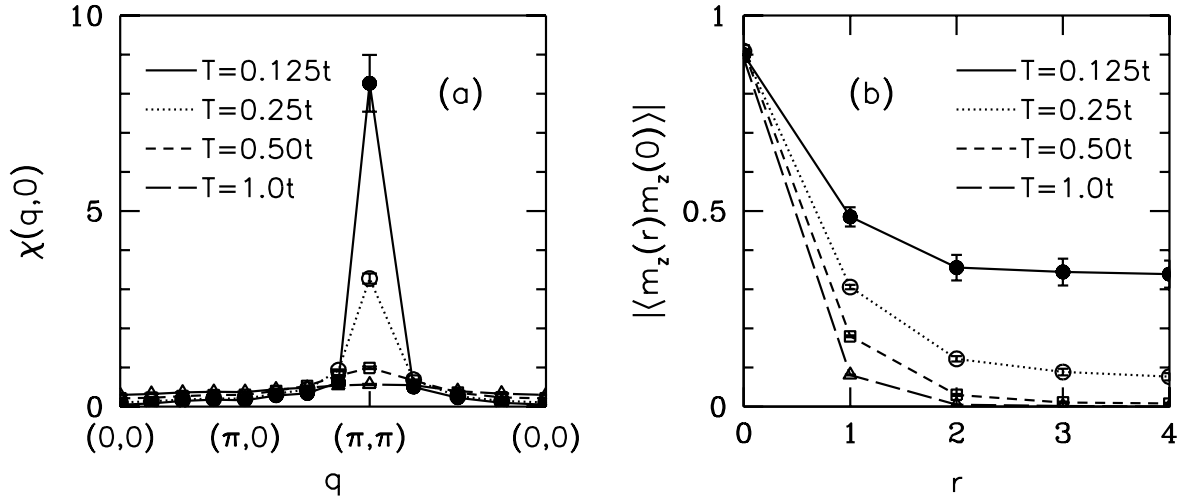 10
5
0
χ(q,0)
T=0.125t
T=0.25t
T=0.50t
T=1.0t
(a)
(0,0) (π,0) (π,π) (0,0)
q
1
0.5
0
|⟨m_z(r)m_z(0)⟩|
T=0.125t
T=0.25t
T=0.50t
T=1.0t
(b)
0 1 2 3 4
r